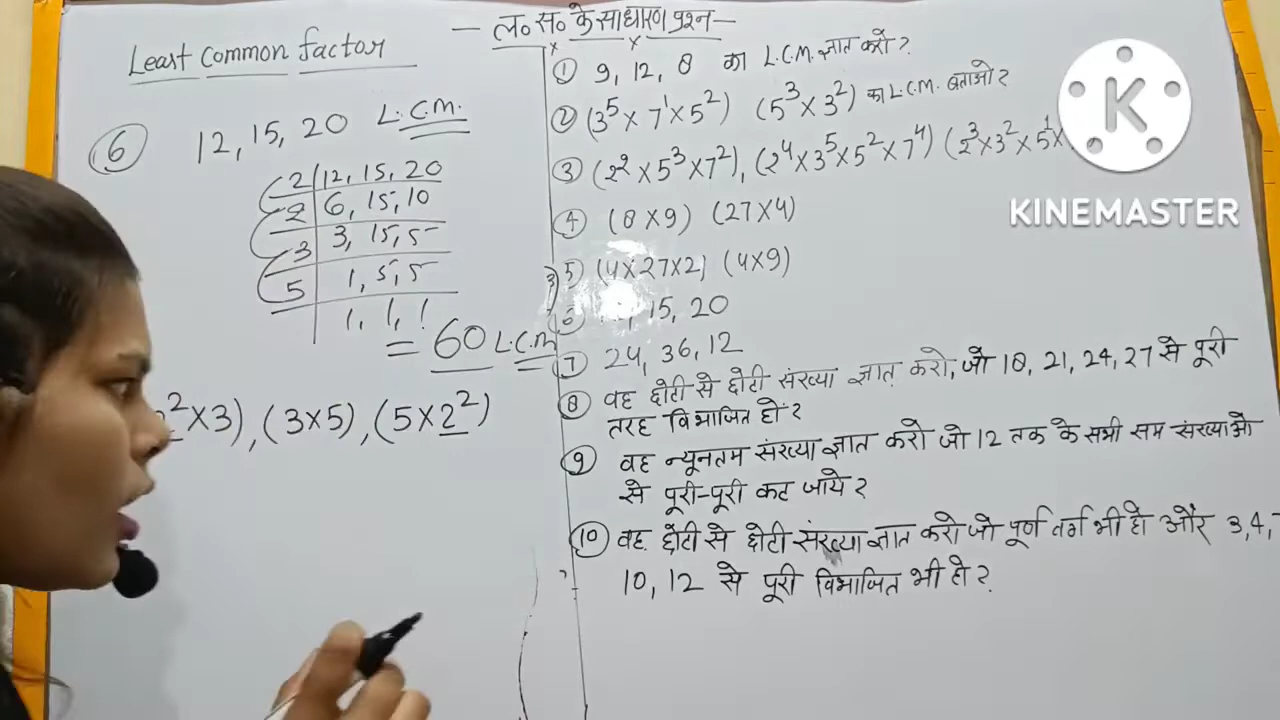 — ल० स० के साधारण प्रश्न —
Least common factor
⑥ 12, 15, 20 L.C.M.
2 | 12, 15, 20
2 | 6, 15, 10
3 | 3, 15, 5
5 | 1, 5, 5
| 1, 1, 1
= 60 L.C.M
² × 3), (3 × 5), (5 × 2²)
① 9, 12, 8 का L.C.M. ज्ञात करो ?
② (3⁵ × 7¹ × 5²) (5³ × 3²) का L.C.M. बताओ ?
③ (2² × 5³ × 7²), (2⁴ × 3⁵ × 5² × 7⁴) (2³ × 3² × 5¹ ×
④ (8 × 9) (27 × 4)
5) (4 × 27 × 2) (4 × 9)
⑥ 15, 20
⑦ 24, 36, 12
⑧ वह छोटी से छोटी संख्या ज्ञात करो, जो 18, 21, 24, 27 से पूरी
तरह विभाजित हो ?
⑨ वह न्यूनतम संख्या ज्ञात करो जो 12 तक के सभी सम संख्याओ
से पूरी-पूरी कट जाये ?
⑩ वह छोटी से छोटी संख्या ज्ञात करो जो पूर्ण वर्ग भी हो और 3, 4,
10, 12 से पूरी विभाजित भी हो ?
K
KINEMASTER